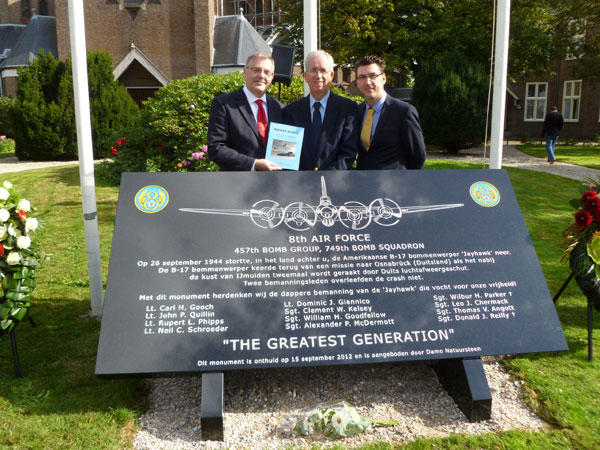 8th AIR FORCE
457th BOMB GROUP, 749th BOMB SQUADRON
Op 26 september 1944 stortte, in het land achter u, de Amerikaanse B-17 bommenwerper 'Jayhawk' neer.
De B-17 bommenwerper keerde terug van een missie naar Osnabrück (Duitsland) als het nabij
de kust van IJmuiden tweemaal wordt geraakt door Duits luchtafweergeschut.
Twee bemanningsleden overleefden de crash niet.
Met dit monument herdenken wij de dappere bemanning van de 'Jayhawk' die vocht voor onze vrijheid!
Lt. Carl H. Gooch
Lt. John P. Quillin
Lt. Rupert L. Phipps
Lt. Neil C. Schroeder
Lt. Dominic J. Giannico
Sgt. Clement W. Kelsey
Sgt. William H. Goodfellow
Sgt. Alexander P. McDermott
Sgt. Wilbur H. Parker †
Sgt. Leo J. Chermack
Sgt. Thomas V. Angott
Sgt. Donald J. Reilly †
"THE GREATEST GENERATION"
Dit monument is onthuld op 15 september 2012 en is aangeboden door Damo Natuursteen